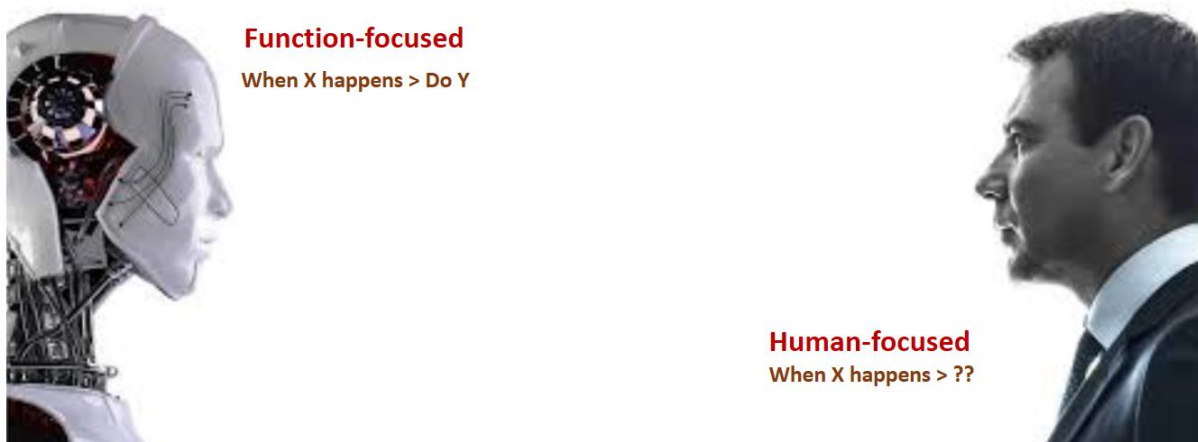 Function-focused
When X happens > Do Y
Human-focused
When X happens > ??